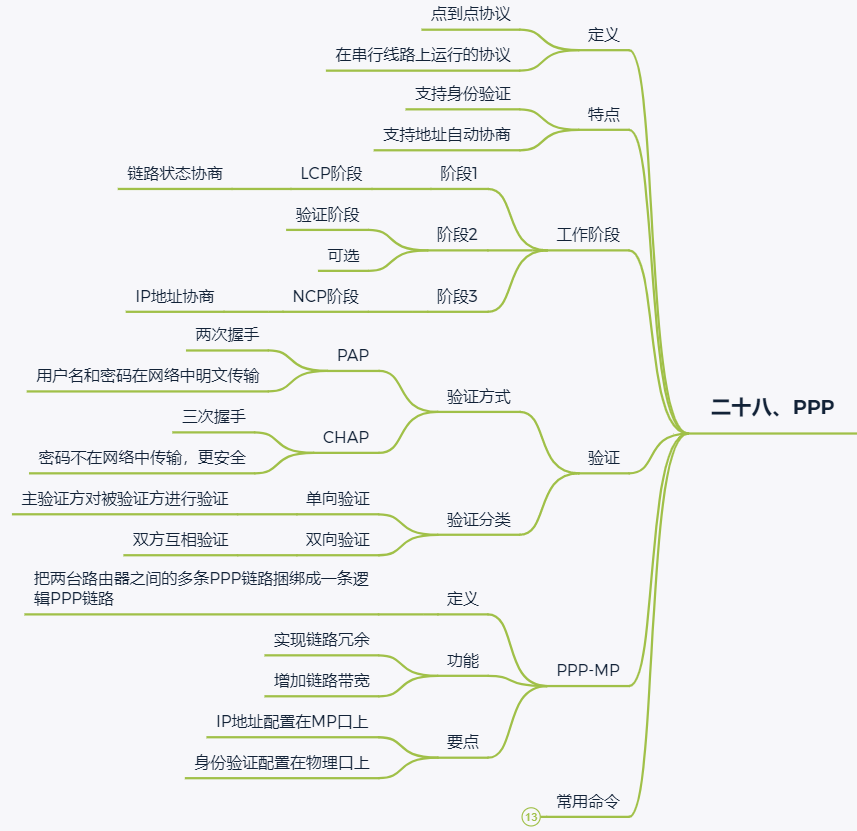 二十八、PPP
定义
点到点协议
在串行线路上运行的协议
特点
支持身份验证
支持地址自动协商
工作阶段
阶段1
LCP阶段
链路状态协商
阶段2
验证阶段
可选
阶段3
NCP阶段
IP地址协商
验证
验证方式
PAP
两次握手
用户名和密码在网络中明文传输
CHAP
三次握手
密码不在网络中传输，更安全
验证分类
单向验证
主验证方对被验证方进行验证
双向验证
双方互相验证
PPP-MP
定义
把两台路由器之间的多条PPP链路捆绑成一条逻
辑PPP链路
功能
实现链路冗余
增加链路带宽
要点
IP地址配置在MP口上
身份验证配置在物理口上
常用命令
13